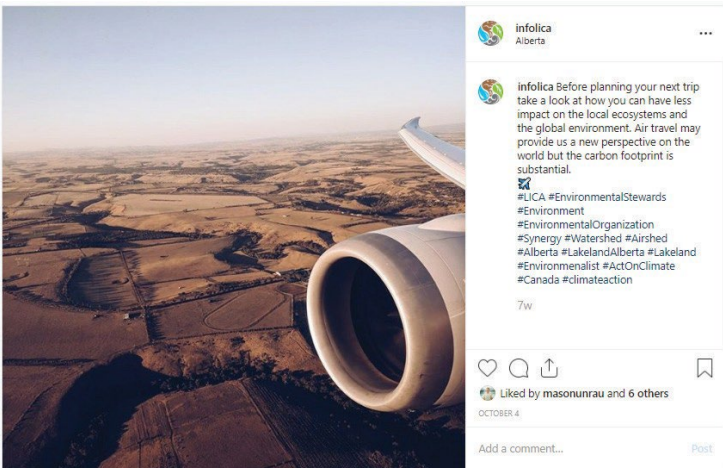 infolica
Alberta
infolica Before planning your next trip
take a look at how you can have less
impact on the local ecosystems and
the global environment. Air travel may
provide us a new perspective on the
world but the carbon footprint is
substantial.
#LICA #EnvironmentalStewards
#Environment
#EnvironmentalOrganization
#Synergy #Watershed #Airshed
#Alberta #LakelandAlberta #Lakeland
#Environmenalist #ActOnClimate
#Canada #climateaction
7w
Liked by masonunrau and 6 others
OCTOBER 4
Add a comment...
Post